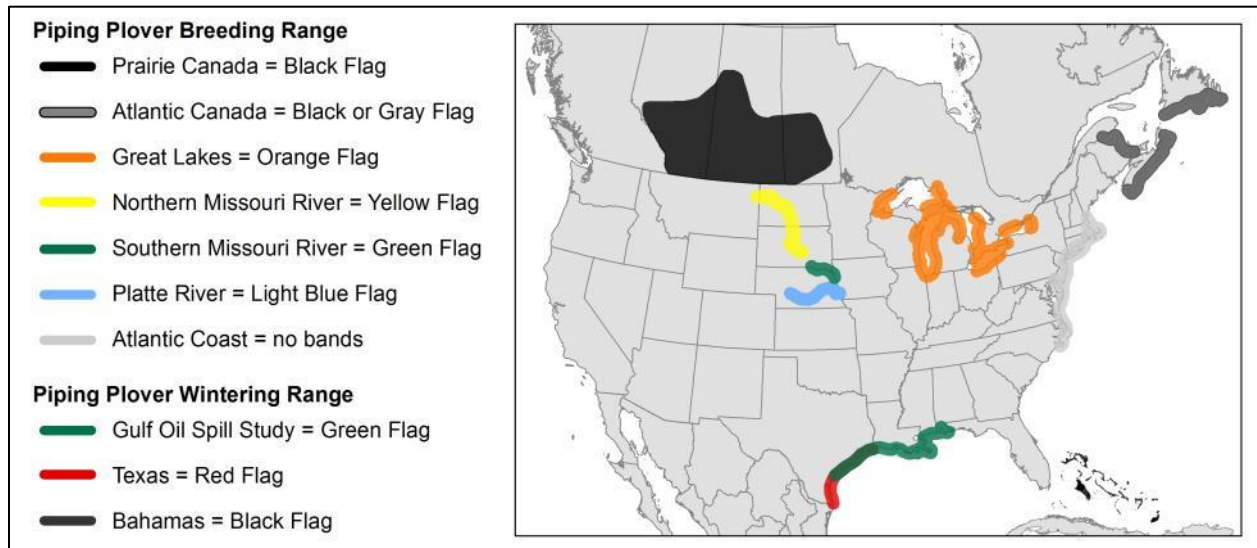 Piping Plover Breeding Range
Prairie Canada = Black Flag
Atlantic Canada = Black or Gray Flag
Great Lakes = Orange Flag
Northern Missouri River = Yellow Flag
Southern Missouri River = Green Flag
Platte River = Light Blue Flag
Atlantic Coast = no bands
Piping Plover Wintering Range
Gulf Oil Spill Study = Green Flag
Texas = Red Flag
Bahamas = Black Flag